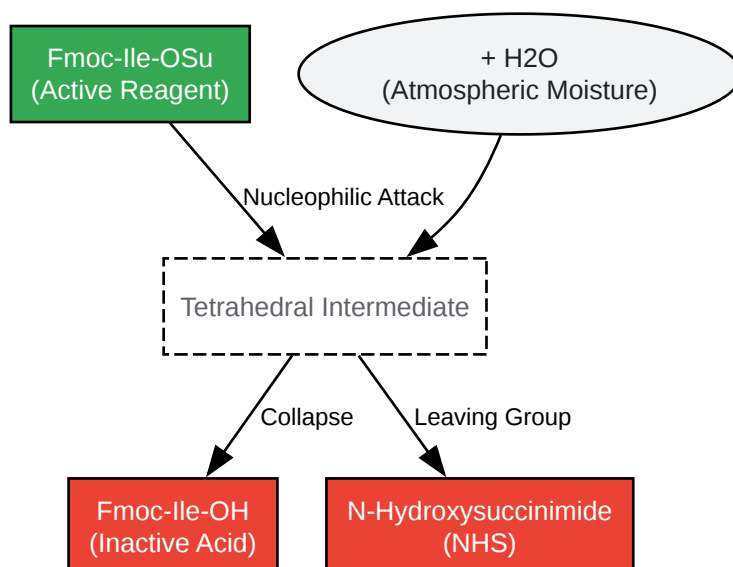 Fmoc-Ile-OSu
(Active Reagent)
+ H2O
(Atmospheric Moisture)
Nucleophilic Attack
Tetrahedral Intermediate
Collapse
Leaving Group
Fmoc-Ile-OH
(Inactive Acid)
N-Hydroxysuccinimide
(NHS)